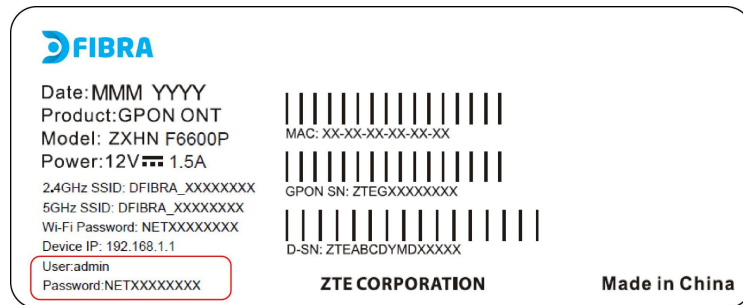 DFIBRA
Date:MMM YYYY
Product:GPON ONT
Model: ZXHN F6600P
Power:12V 1.5A
2.4GHz SSID: DFIBRA_XXXXXXXX
5GHz SSID: DFIBRA_XXXXXXXX
Wi-Fi Password: NETXXXXXXXX
Device IP: 192.168.1.1
User:admin
Password:NETXXXXXXXX
MAC: XX-XX-XX-XX-XX-XX
GPON SN: ZTEGXXXXXXXX
D-SN: ZTEABCDYMDXXXXX
ZTE CORPORATION
Made in China